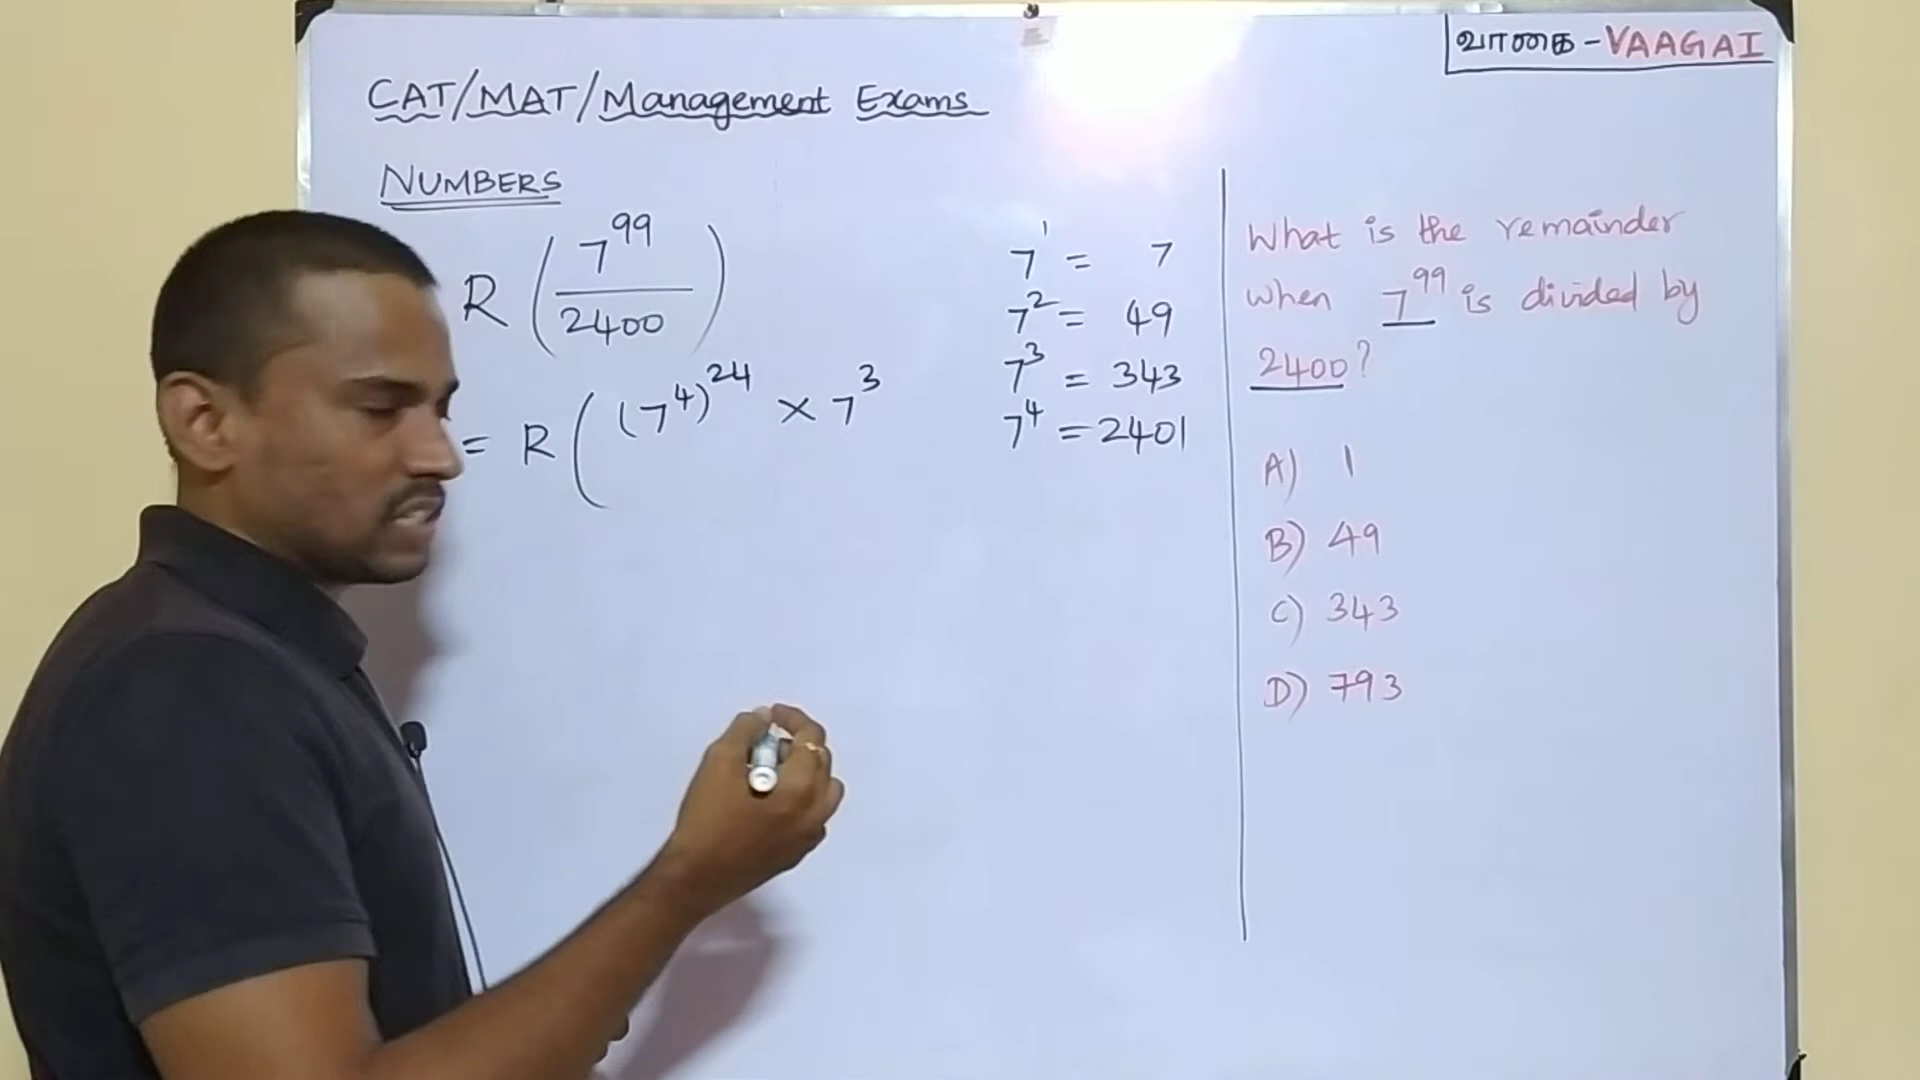 வாகை - VAAGAI
CAT/MAT/Management Exams
NUMBERS
R ( 7^99 / 2400 )
= R ( (7^4)^24 × 7^3
7^1 = 7
7^2 = 49
7^3 = 343
7^4 = 2401
What is the remainder
when 7^99 is divided by
2400?
A) 1
B) 49
C) 343
D) 793